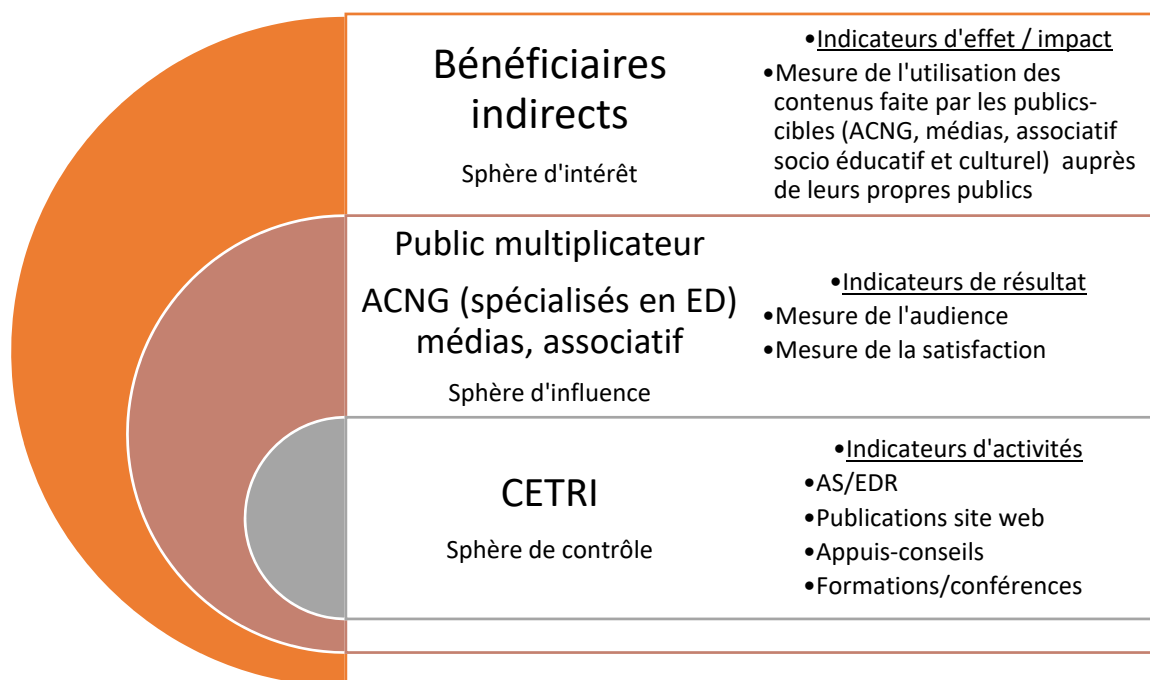 Bénéficiaires
indirects
Sphère d'intérêt
•Indicateurs d'effet / impact
•Mesure de l'utilisation des
contenus faite par les publics-
cibles (ACNG, médias, associatif
socio éducatif et culturel) auprès
de leurs propres publics
Public multiplicateur
ACNG (spécialisés en ED)
médias, associatif
Sphère d'influence
•Indicateurs de résultat
•Mesure de l'audience
•Mesure de la satisfaction
CETRI
Sphère de contrôle
•Indicateurs d'activités
•AS/EDR
•Publications site web
•Appuis-conseils
•Formations/conférences